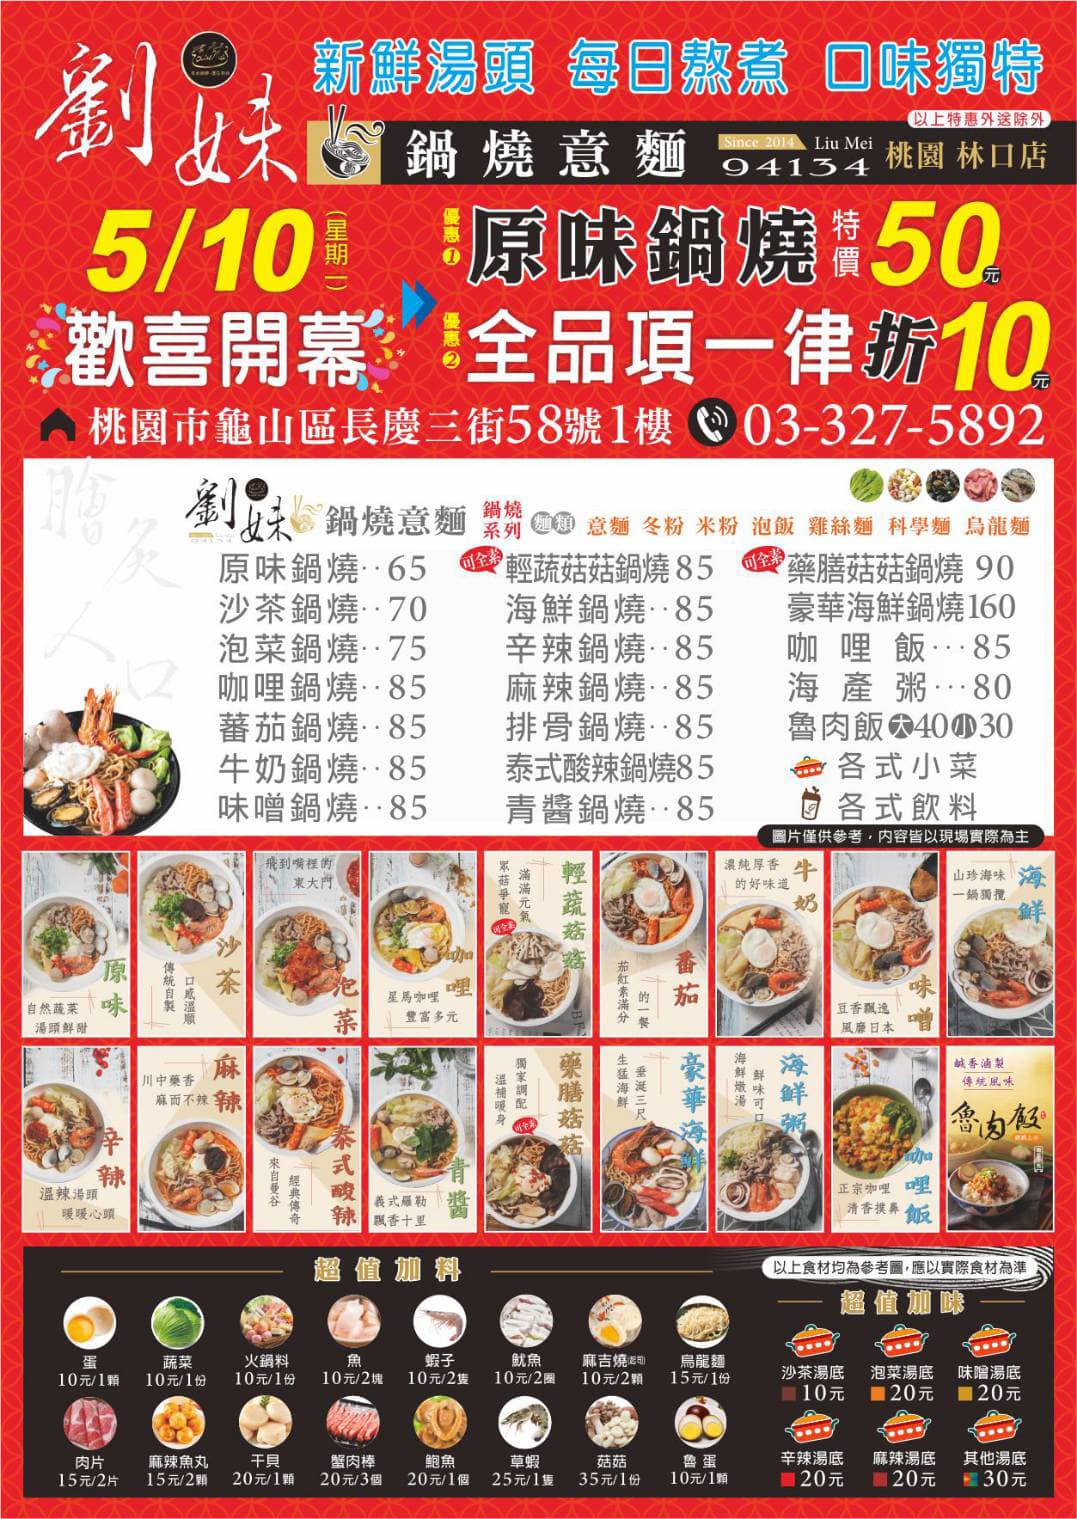 劉妹
新鮮湯頭 每日熬煮 口味獨特
以上特惠外送除外
鍋燒意麵
Since 2014 Liu Mei
94134
桃園 林口店
5/10 (星期一)
歡喜開幕
優惠1 原味鍋燒 特價 50元
優惠2 全品項一律折10元
桃園市龜山區長慶三街58號1樓 03-327-5892
膾炙人口
劉妹 鍋燒意麵
鍋燒系列 麵類 意麵 冬粉 米粉 泡飯 雞絲麵 科學麵 烏龍麵
原味鍋燒‥65
沙茶鍋燒‥70
泡菜鍋燒‥75
咖哩鍋燒‥85
蕃茄鍋燒‥85
牛奶鍋燒‥85
味噌鍋燒‥85
可全素 輕蔬菇菇鍋燒 85
海鮮鍋燒‥85
辛辣鍋燒‥85
麻辣鍋燒‥85
排骨鍋燒‥85
泰式酸辣鍋燒85
青醬鍋燒‥85
可全素 藥膳菇菇鍋燒 90
豪華海鮮鍋燒160
咖哩飯…85
海產粥…80
魯肉飯 大40 小30
各式小菜
各式飲料
圖片僅供參考，內容皆以現場實際為主
原味
自然蔬菜
湯頭鮮甜
沙茶
口感溫順
傳統自製
飛到嘴裡的
東大門
泡菜
咖哩
星馬咖哩
豐富多元
輕蔬菇菇
滿滿元氣
眾菇爭寵
可全素
番茄
茄紅素滿分
的一餐
濃純厚香
的好味道
牛奶
味噌
豆香飄逸
風靡日本
山珍海味
一鍋獨攬
海鮮
辛辣
溫辣湯頭
暖暖心頭
川中藥香
麻而不辣
麻辣
泰式酸辣
來自曼谷
經典傳奇
青醬
義式羅勒
飄香十里
藥膳菇菇
獨家調配
溫補暖身
可全素
豪華海鮮
生猛海鮮
垂涎三尺
海鮮粥
海鮮燉湯
鮮味可口
咖哩飯
正宗咖哩
清香撲鼻
鹹香滷製
傳統風味
魯肉飯
超值加料
蛋
10元/1顆
蔬菜
10元/1份
火鍋料
10元/1份
魚
10元/2塊
蝦子
10元/2隻
魷魚
10元/2圈
麻吉燒(起司)
10元/2顆
烏龍麵
15元/1份
肉片
15元/2片
麻辣魚丸
15元/2顆
干貝
20元/1顆
蟹肉棒
20元/3個
鮑魚
20元/1個
草蝦
25元/1隻
菇菇
35元/1份
魯蛋
10元/1顆
以上食材均為參考圖，應以實際食材為準
超值加味
沙茶湯底
10元
泡菜湯底
20元
味噌湯底
20元
辛辣湯底
20元
麻辣湯底
20元
其他湯底
30元